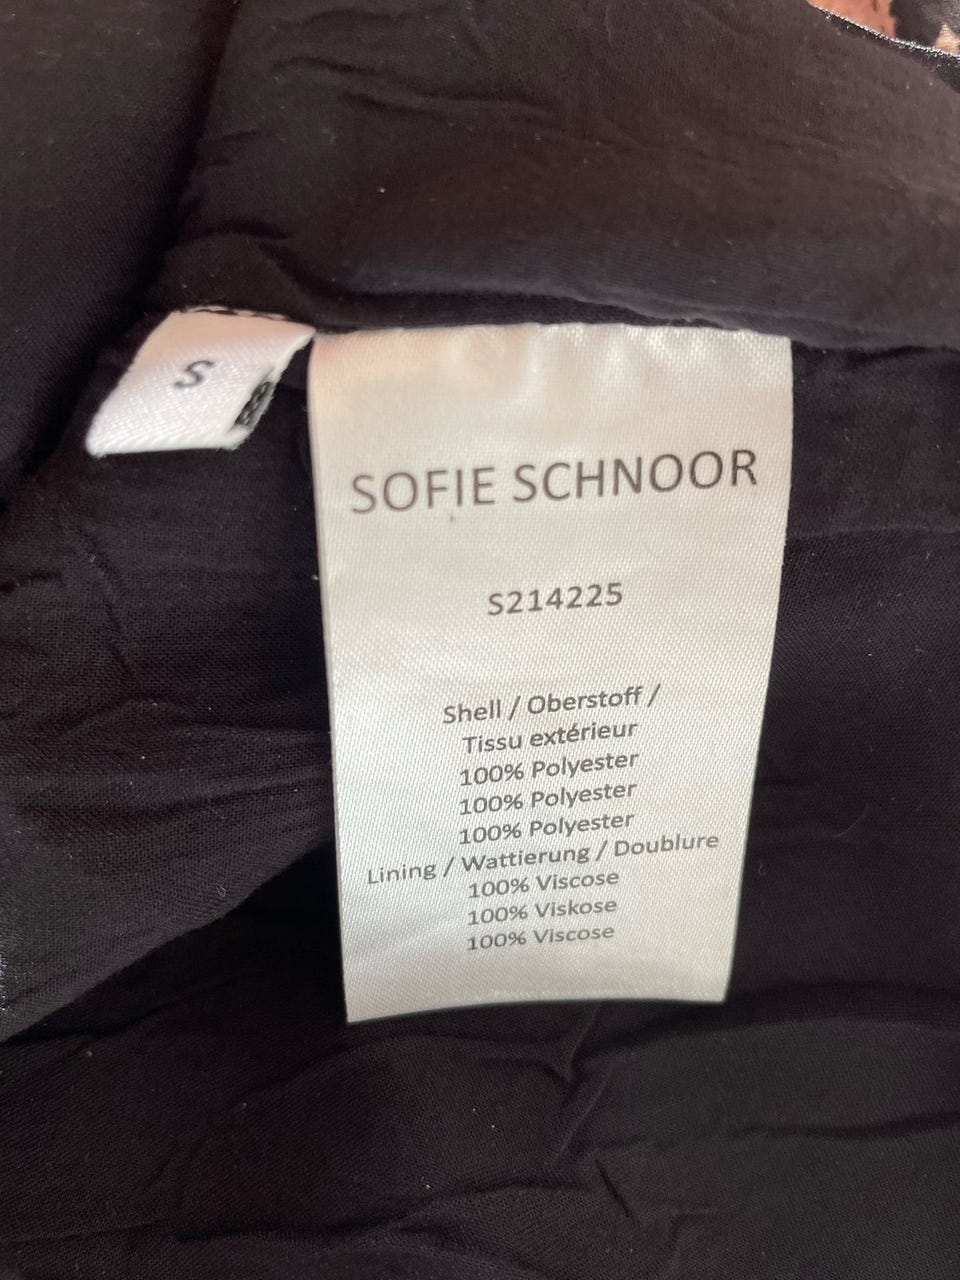 S
SOFIE SCHNOOR
S214225
Shell / Oberstoff /
Tissu extérieur
100% Polyester
100% Polyester
100% Polyester
Lining / Wattierung / Doublure
100% Viscose
100% Viskose
100% Viscose